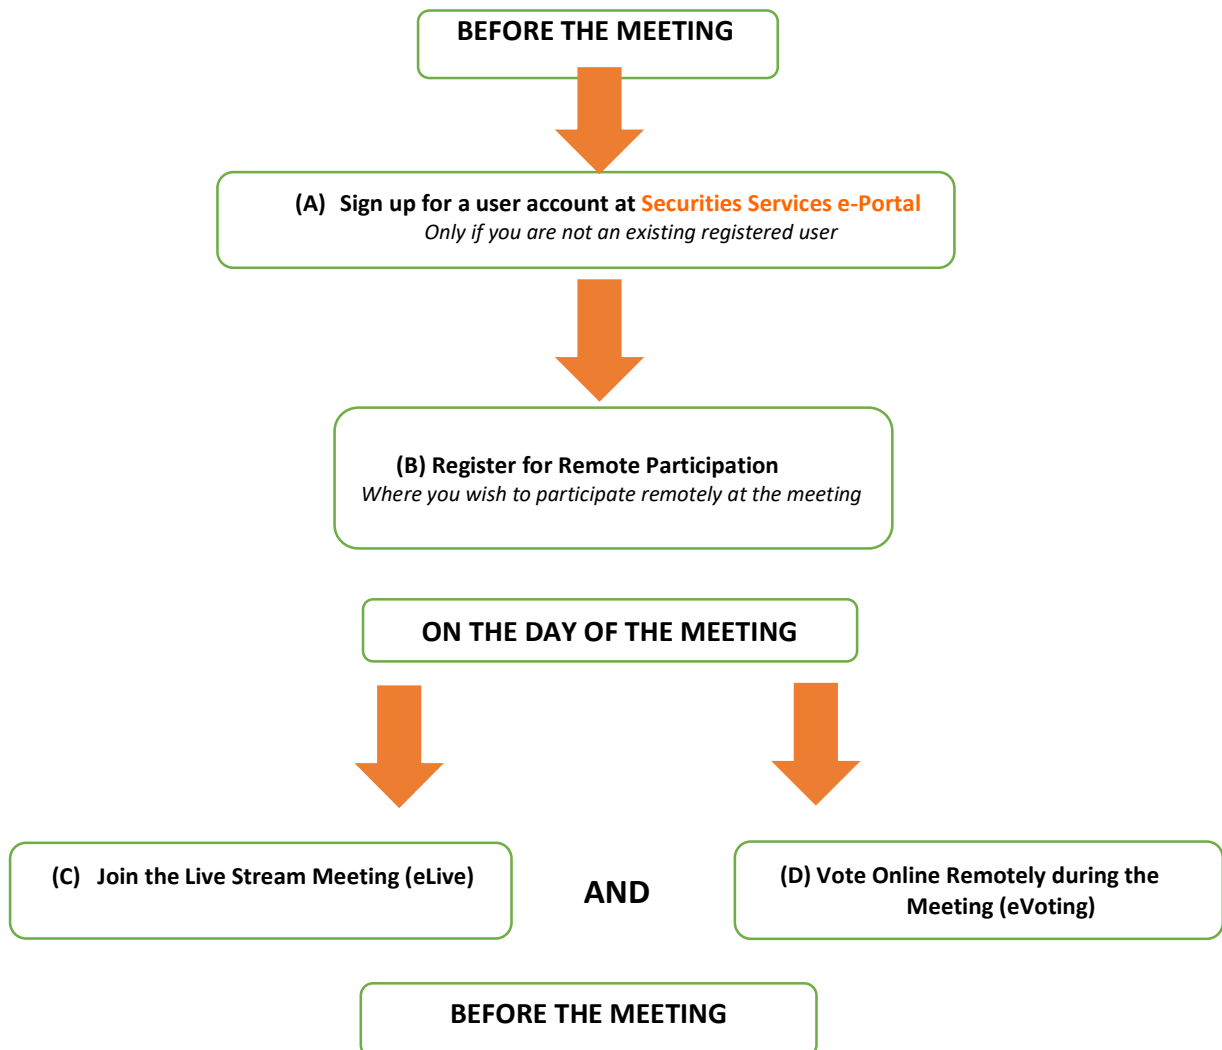 BEFORE THE MEETING
(A) Sign up for a user account at Securities Services e-Portal
Only if you are not an existing registered user
(B) Register for Remote Participation
Where you wish to participate remotely at the meeting
ON THE DAY OF THE MEETING
(C) Join the Live Stream Meeting (eLive)
AND
(D) Vote Online Remotely during the
Meeting (eVoting)
BEFORE THE MEETING